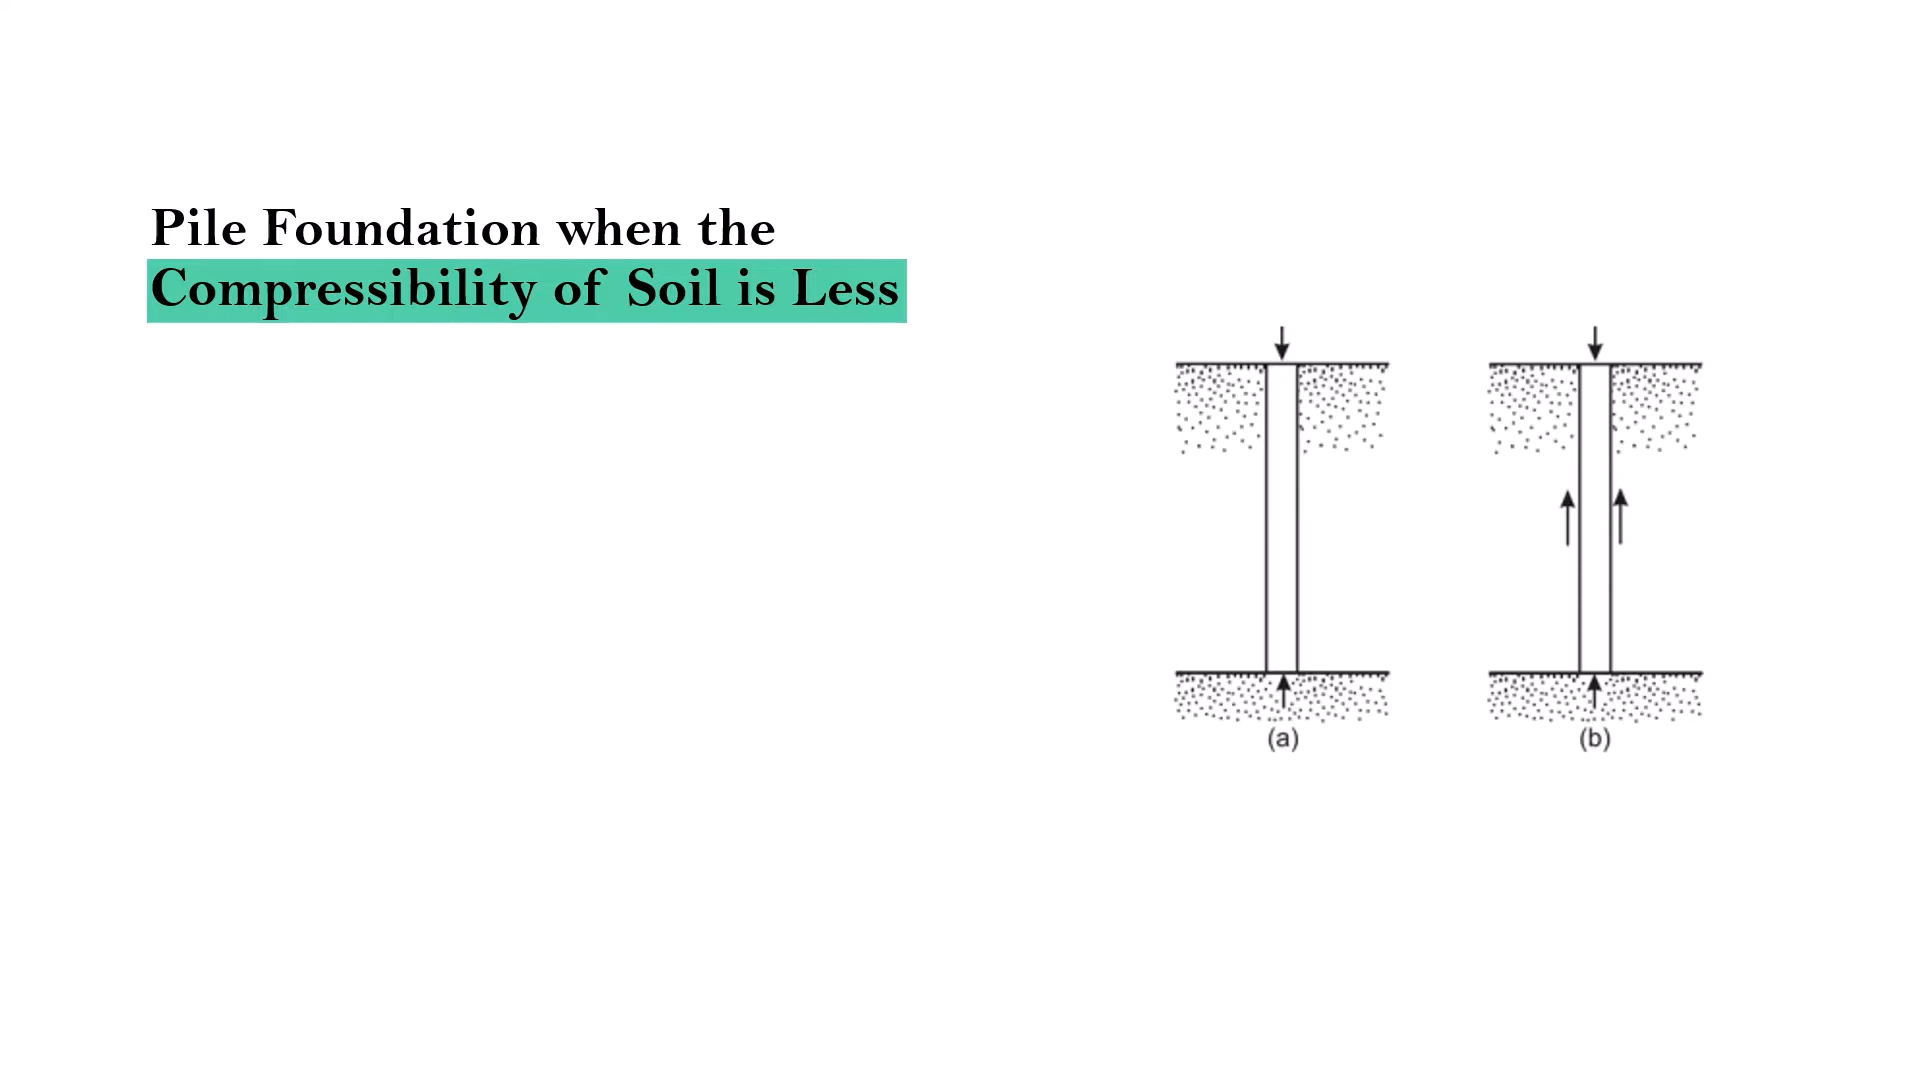 Pile Foundation when the
Compressibility of Soil is Less
(a)
(b)